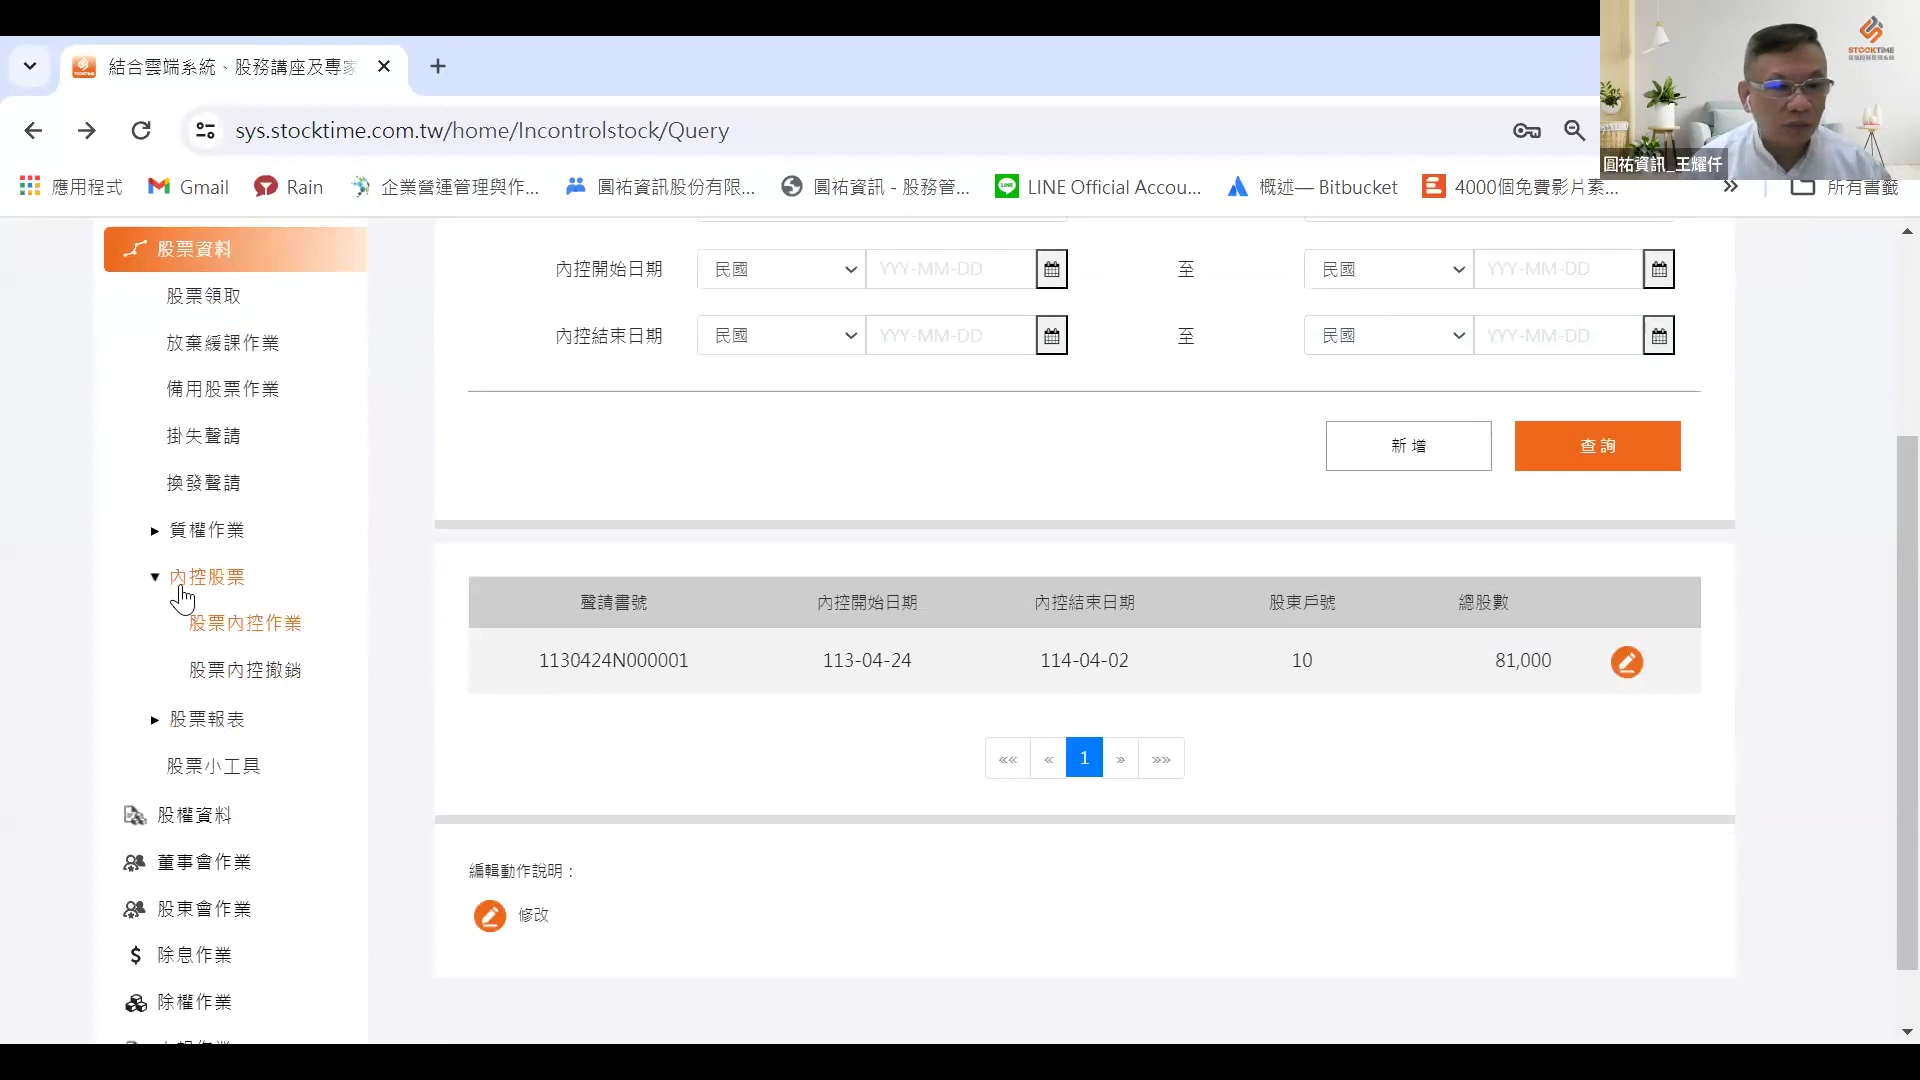 結合雲端系統、股務講座及專家
STOCKTIME
sys.stocktime.com.tw/home/Incontrolstock/Query
圓祐資訊_王耀仟
應用程式
Gmail
Rain
企業營運管理與作...
圓祐資訊股份有限...
圓祐資訊 - 股務管...
LINE Official Accou...
概述— Bitbucket
4000個免費影片素...
所有書籤
股票資料
股票領取
放棄緩課作業
備用股票作業
掛失聲請
換發聲請
質權作業
內控股票
股票內控作業
股票內控撤銷
股票報表
股票小工具
股權資料
董事會作業
股東會作業
除息作業
除權作業
內控開始日期 民國 YYY-MM-DD 至 民國 YYY-MM-DD
內控結束日期 民國 YYY-MM-DD 至 民國 YYY-MM-DD
新增 查詢
聲請書號 內控開始日期 內控結束日期 股東戶號 總股數
1130424N000001 113-04-24 114-04-02 10 81,000
«« « 1 » »»
編輯動作說明：
修改